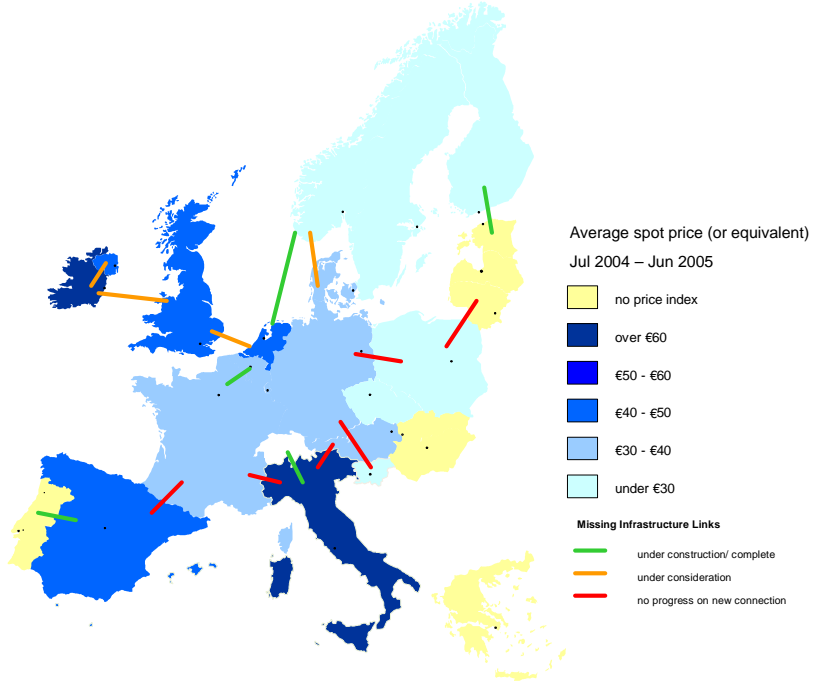 Average spot price (or equivalent)
Jul 2004 – Jun 2005
no price index
over €60
€50 - €60
€40 - €50
€30 - €40
under €30
Missing Infrastructure Links
under construction/ complete
under consideration
no progress on new connection